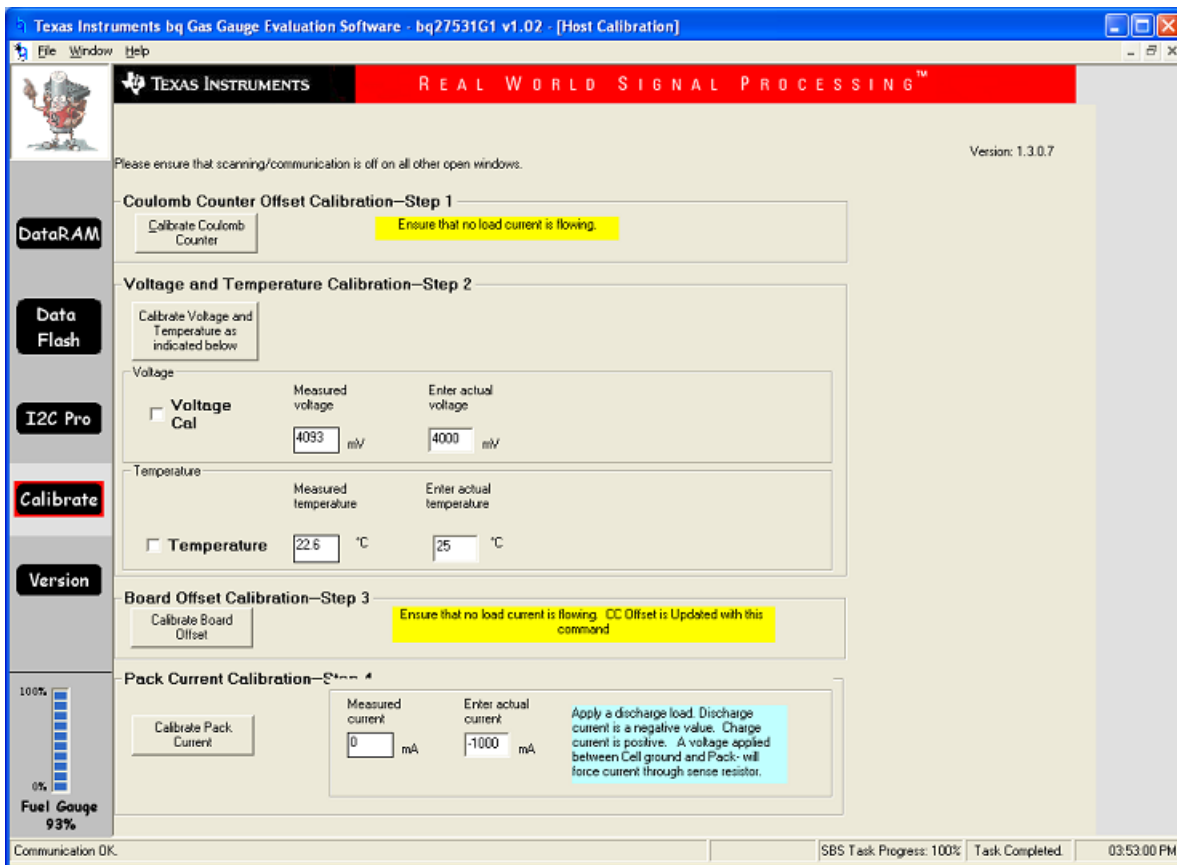 Texas Instruments bq Gas Gauge Evaluation Software - bq27531G1 v1.02 - [Host Calibration]
File Window Help
TEXAS INSTRUMENTS
REAL WORLD SIGNAL PROCESSING™
Version: 1.3.0.7
Please ensure that scanning/communication is off on all other open windows.
Coulomb Counter Offset Calibration—Step 1
Calibrate Coulomb
Counter
Ensure that no load current is flowing.
DataRAM
Voltage and Temperature Calibration—Step 2
Calibrate Voltage and
Temperature as
indicated below
Data
Flash
Voltage
Voltage
Cal
Measured
voltage
4093 mV
Enter actual
voltage
4000 mV
I2C Pro
Temperature
Measured
temperature
Enter actual
temperature
Temperature
22.6 °C
25 °C
Calibrate
Version
Board Offset Calibration—Step 3
Calibrate Board
Offset
Ensure that no load current is flowing. CC Offset is Updated with this
command
Pack Current Calibration—
Calibrate Pack
Current
Measured
current
0 mA
Enter actual
current
-1000 mA
Apply a discharge load. Discharge
current is a negative value. Charge
current is positive. A voltage applied
between Cell ground and Pack- will
force current through sense resistor.
100%
0%
Fuel Gauge
93%
Communication OK.
SBS Task Progress: 100%
Task Completed.
03:53:00 PM